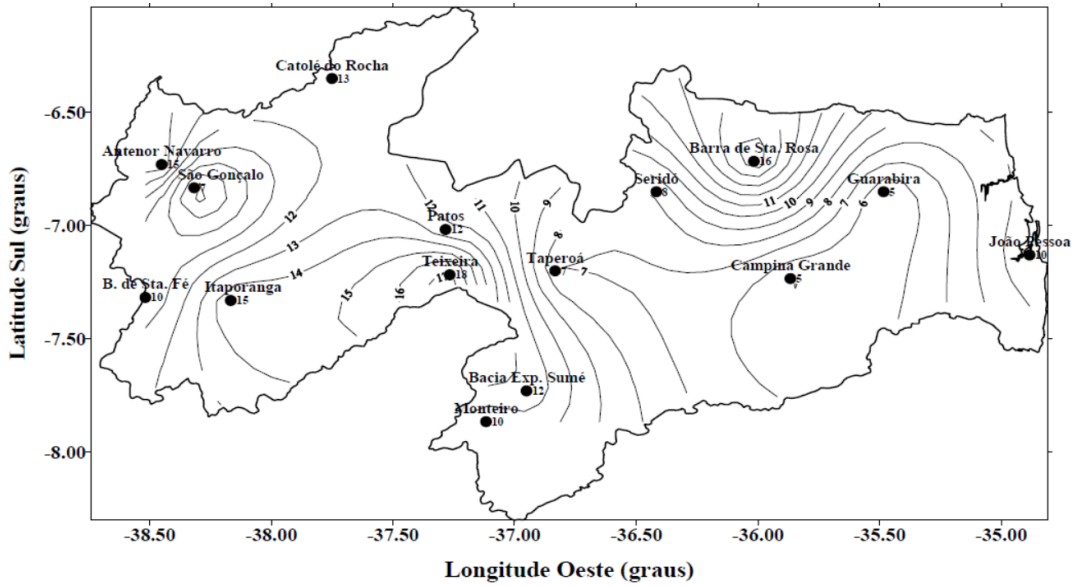 Catolé do Rocha
13
-6.50
Antenor Navarro
15
Barra de Sta. Rosa
16
São Gonçalo
7
Seridó
8
Guarabira
5
12
11
10
9
8
7
6
12
11
10
9
-7.00
Patos
12
13
8
João Pessoa
10
Teixeira
18
17
Taperoá
7
7
Campina Grande
5
14
B. de Sta. Fé
10
Itaporanga
15
15
16
-7.50
Bacia Exp. Sumé
12
Monteiro
10
-8.00
Latitude Sul (graus)
-38.50
-38.00
-37.50
-37.00
-36.50
-36.00
-35.50
-35.00
Longitude Oeste (graus)